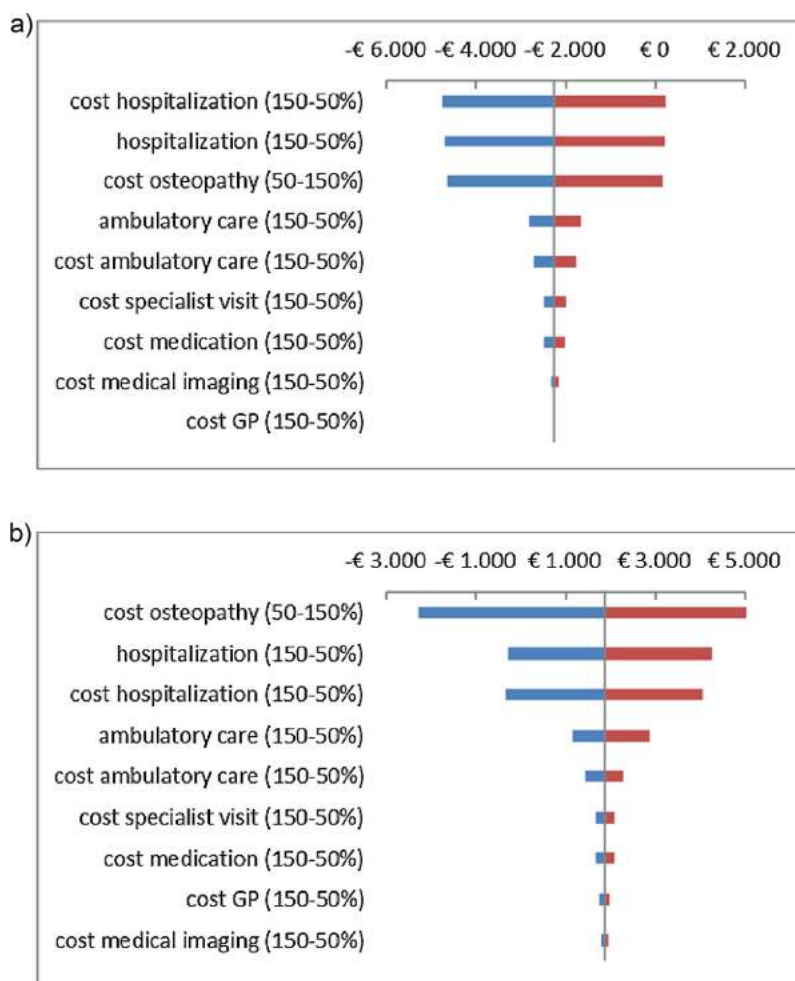 a)
-€ 6.000 -€ 4.000 -€ 2.000 € 0 € 2.000
cost hospitalization (150-50%)
hospitalization (150-50%)
cost osteopathy (50-150%)
ambulatory care (150-50%)
cost ambulatory care (150-50%)
cost specialist visit (150-50%)
cost medication (150-50%)
cost medical imaging (150-50%)
cost GP (150-50%)
b)
-€ 3.000 -€ 1.000 € 1.000 € 3.000 € 5.000
cost osteopathy (50-150%)
hospitalization (150-50%)
cost hospitalization (150-50%)
ambulatory care (150-50%)
cost ambulatory care (150-50%)
cost specialist visit (150-50%)
cost medication (150-50%)
cost GP (150-50%)
cost medical imaging (150-50%)